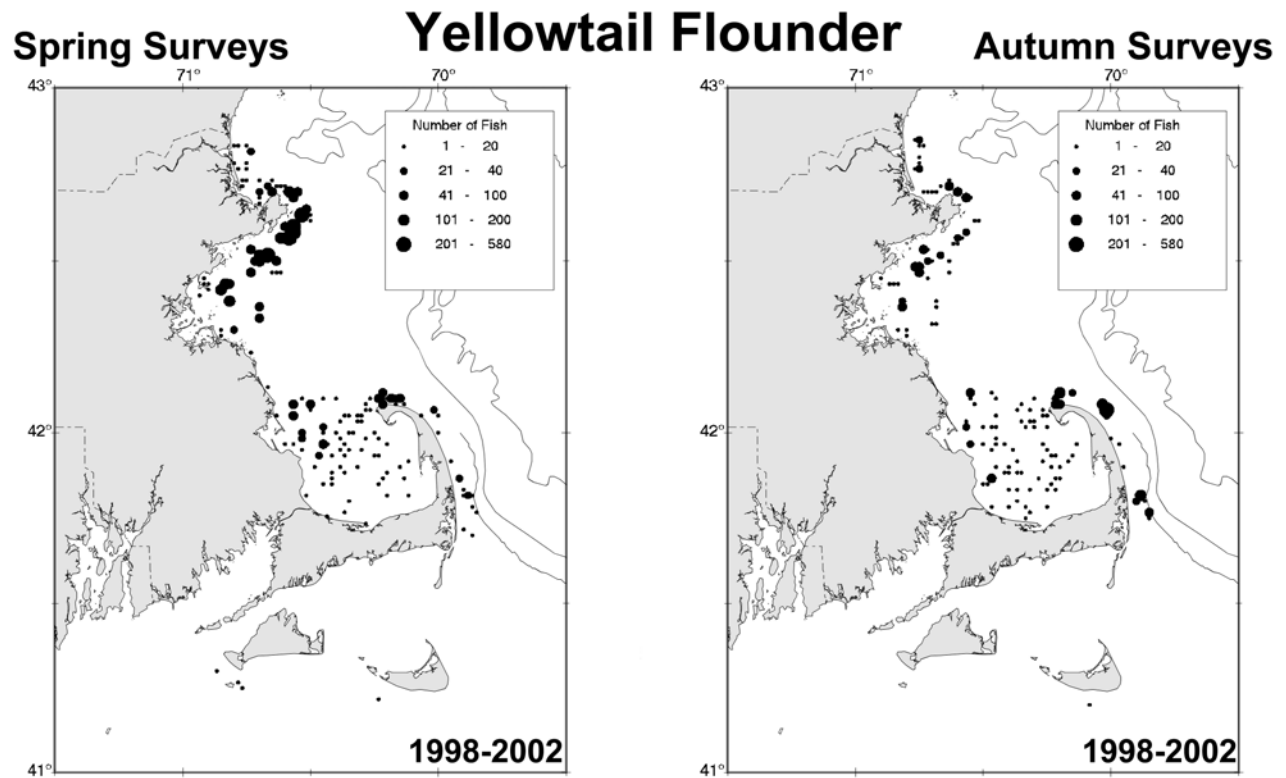 Yellowtail Flounder
Spring Surveys
71° 70°
43°
42°
41°
Number of Fish
1 - 20
21 - 40
41 - 100
101 - 200
201 - 580
1998-2002
Autumn Surveys
71° 70°
43°
42°
41°
Number of Fish
1 - 20
21 - 40
41 - 100
101 - 200
201 - 580
1998-2002